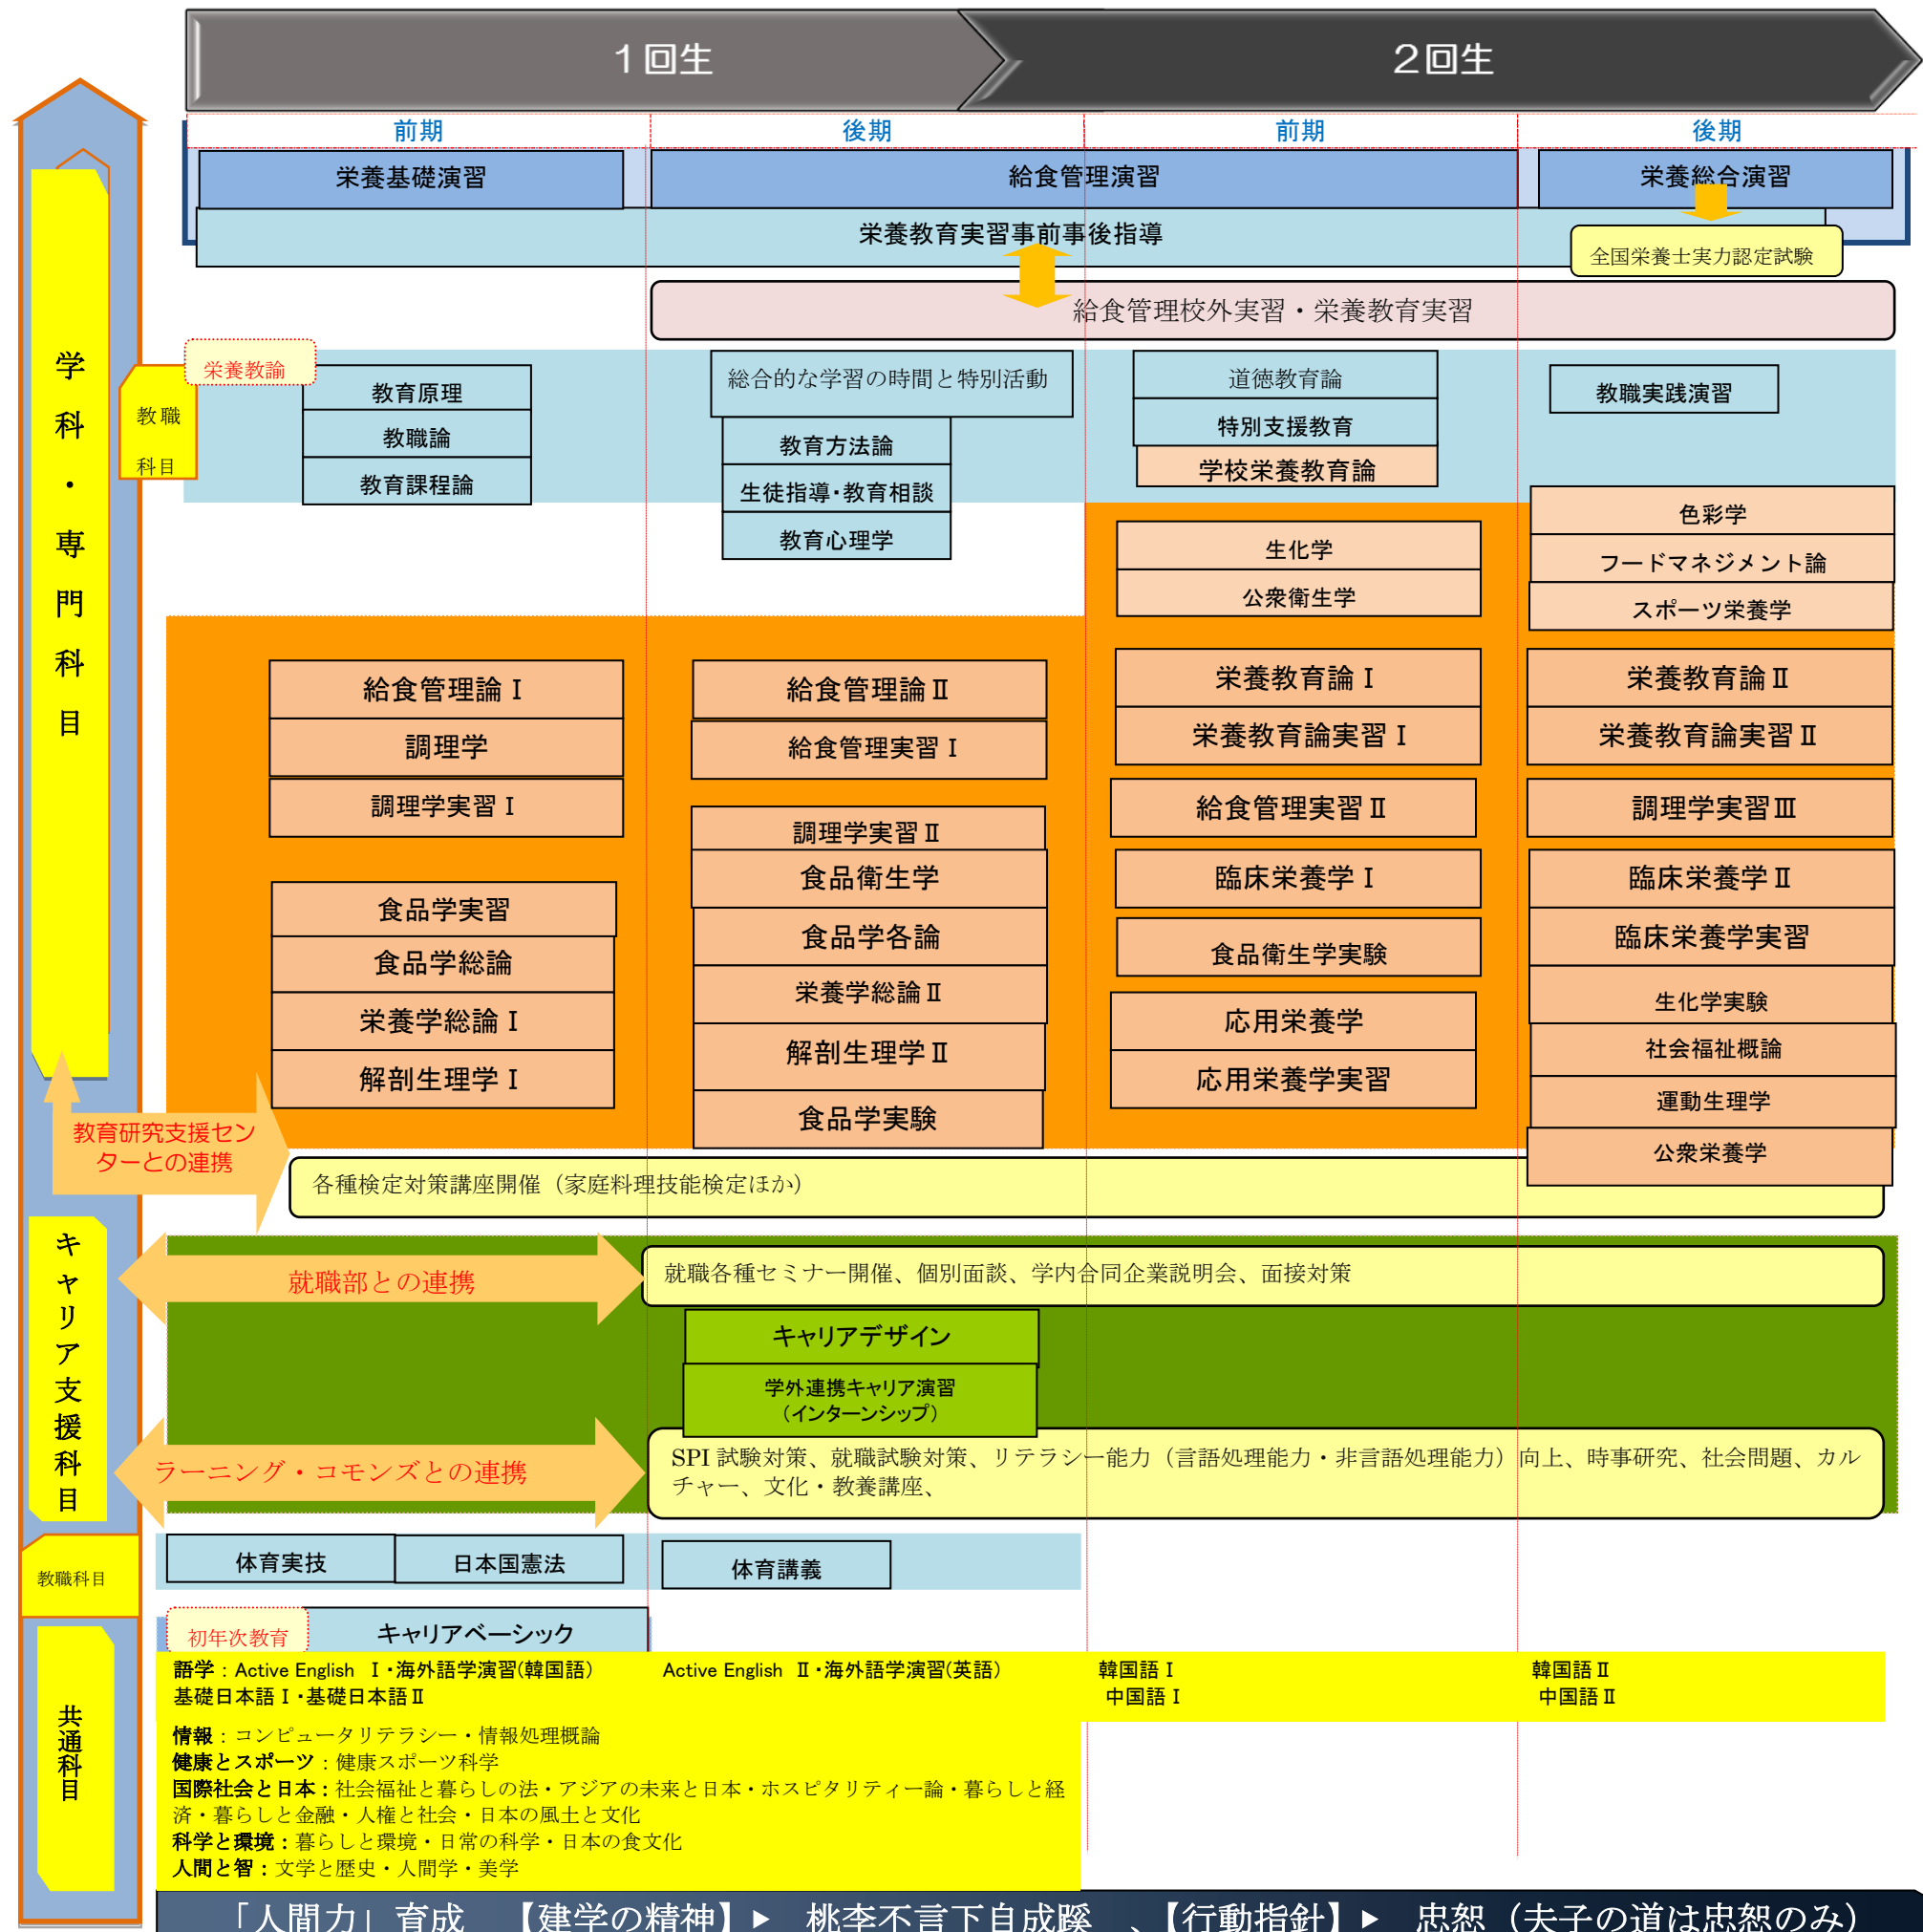 1回生
2回生
前期
後期
前期
後期
栄養基礎演習
給食管理演習
栄養総合演習
栄養教育実習事前事後指導
全国栄養士実力認定試験
給食管理校外実習・栄養教育実習
学科・専門科目
教職
科目
栄養教諭
教育原理
教職論
教育課程論
総合的な学習の時間と特別活動
教育方法論
生徒指導・教育相談
教育心理学
道徳教育論
特別支援教育
学校栄養教育論
教職実践演習
生化学
公衆衛生学
色彩学
フードマネジメント論
スポーツ栄養学
給食管理論Ⅰ
調理学
調理学実習Ⅰ
食品学実習
食品学総論
栄養学総論Ⅰ
解剖生理学Ⅰ
給食管理論Ⅱ
給食管理実習Ⅰ
調理学実習Ⅱ
食品衛生学
食品学各論
栄養学総論Ⅱ
解剖生理学Ⅱ
食品学実験
栄養教育論Ⅰ
栄養教育論実習Ⅰ
給食管理実習Ⅱ
臨床栄養学Ⅰ
食品衛生学実験
応用栄養学
応用栄養学実習
栄養教育論Ⅱ
栄養教育論実習Ⅱ
調理学実習Ⅲ
臨床栄養学Ⅱ
臨床栄養学実習
生化学実験
社会福祉概論
運動生理学
公衆栄養学
教育研究支援セン
ターとの連携
各種検定対策講座開催（家庭料理技能検定ほか）
キャリア支援科目
就職部との連携
就職各種セミナー開催、個別面談、学内合同企業説明会、面接対策
キャリアデザイン
学外連携キャリア演習
（インターンシップ）
ラーニング・コモンズとの連携
SPI 試験対策、就職試験対策、リテラシー能力（言語処理能力・非言語処理能力）向上、時事研究、社会問題、カル
チャー、文化・教養講座、
教職科目
体育実技
日本国憲法
体育講義
共通科目
初年次教育
キャリアベーシック
語学：Active English Ⅰ・海外語学演習(韓国語)
基礎日本語Ⅰ・基礎日本語Ⅱ
Active English Ⅱ・海外語学演習(英語)
韓国語Ⅰ
中国語Ⅰ
韓国語Ⅱ
中国語Ⅱ
情報：コンピュータリテラシー・情報処理概論
健康とスポーツ：健康スポーツ科学
国際社会と日本：社会福祉と暮らしの法・アジアの未来と日本・ホスピタリティー論・暮らしと経
済・暮らしと金融・人権と社会・日本の風土と文化
科学と環境：暮らしと環境・日常の科学・日本の食文化
人間と智：文学と歴史・人間学・美学
「人間力」育成　【建学の精神】▶　桃李不言下自成蹊　、【行動指針】▶　忠恕（夫子の道は忠恕のみ）